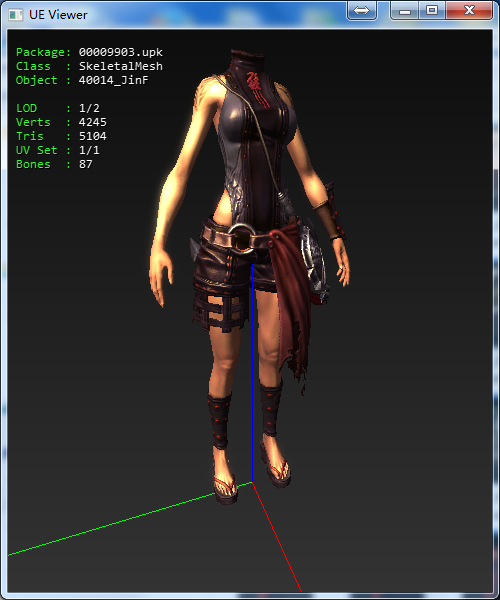 UE Viewer
Package: 00009903.upk
Class : SkeletalMesh
Object : 40014_JinF
LOD : 1/2
Verts : 4245
Tris : 5104
UV Set : 1/1
Bones : 87